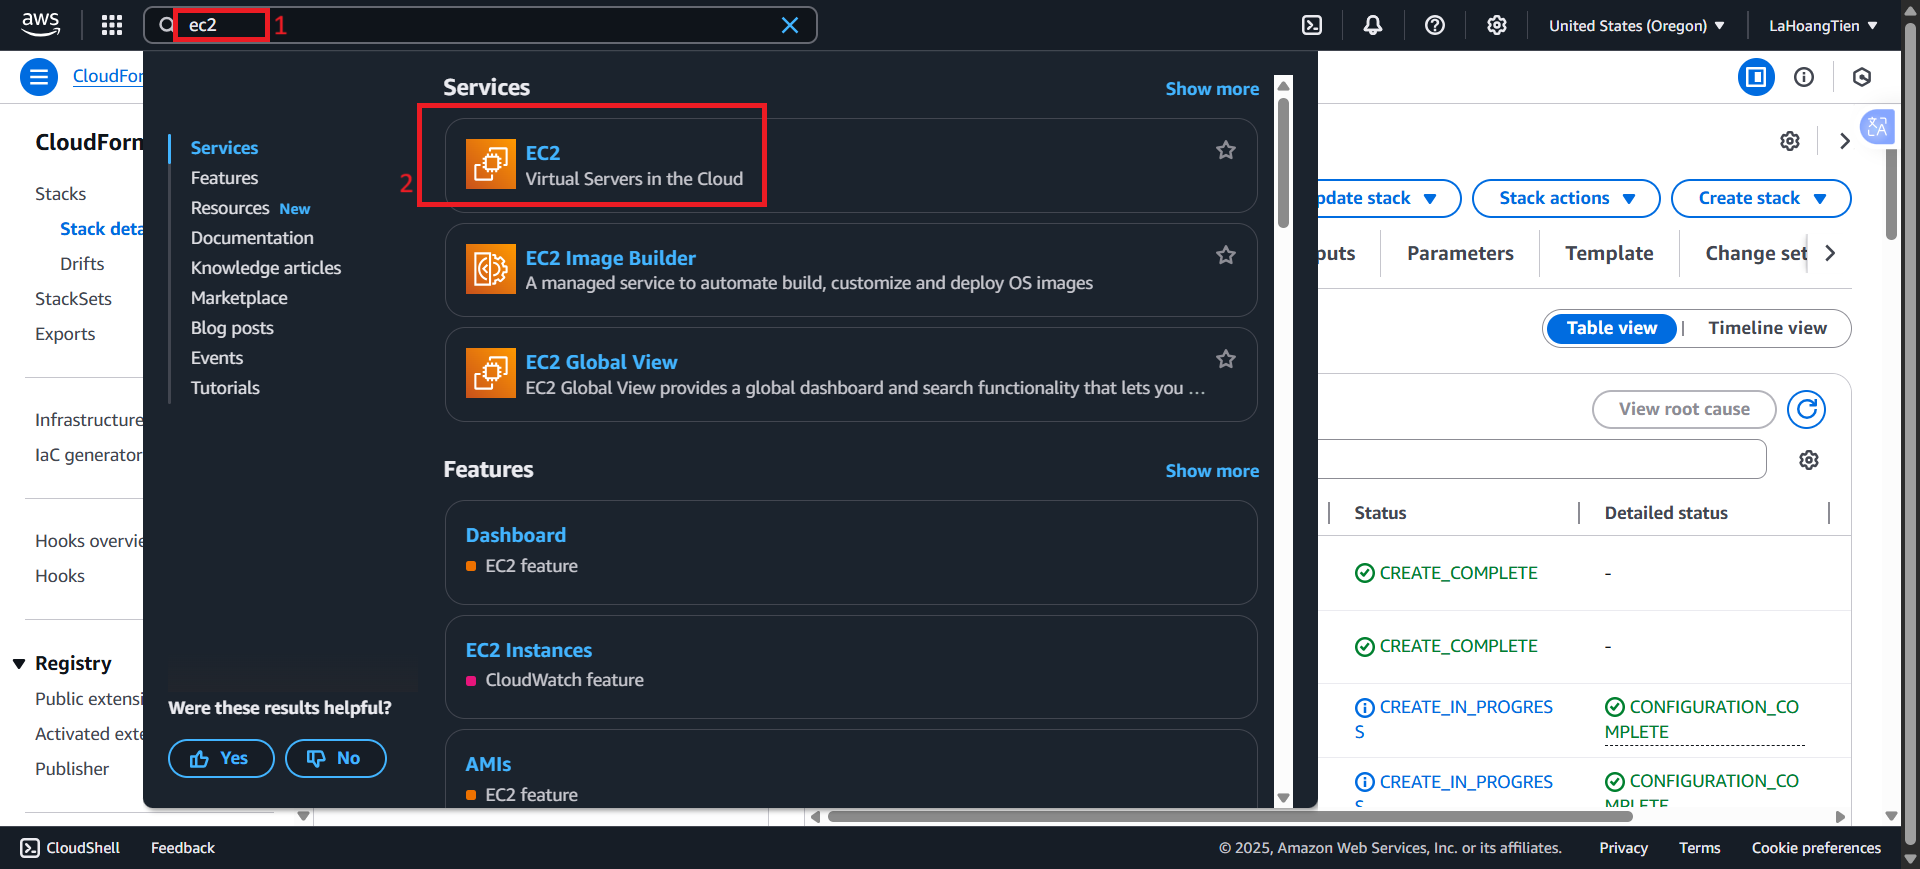 aws
ec2
1
United States (Oregon)
LaHoangTien
CloudFor
CloudForn
Stacks
Stack deta
Drifts
StackSets
Exports
Infrastructure
IaC generator
Hooks overvie
Hooks
Registry
Public extensi
Activated exte
Publisher
Services
Features
Resources New
Documentation
Knowledge articles
Marketplace
Blog posts
Events
Tutorials
Were these results helpful?
Yes
No
Services
Show more
2
EC2
Virtual Servers in the Cloud
EC2 Image Builder
A managed service to automate build, customize and deploy OS images
EC2 Global View
EC2 Global View provides a global dashboard and search functionality that lets you ...
Features
Show more
Dashboard
EC2 feature
EC2 Instances
CloudWatch feature
AMIs
EC2 feature
pdate stack
Stack actions
Create stack
puts
Parameters
Template
Change set
Table view
Timeline view
View root cause
Status
Detailed status
CREATE_COMPLETE
-
CREATE_COMPLETE
-
CREATE_IN_PROGRES
S
CONFIGURATION_CO
MPLETE
CREATE_IN_PROGRES
S
CONFIGURATION_CO
MPLETE
CloudShell
Feedback
© 2025, Amazon Web Services, Inc. or its affiliates.
Privacy
Terms
Cookie preferences